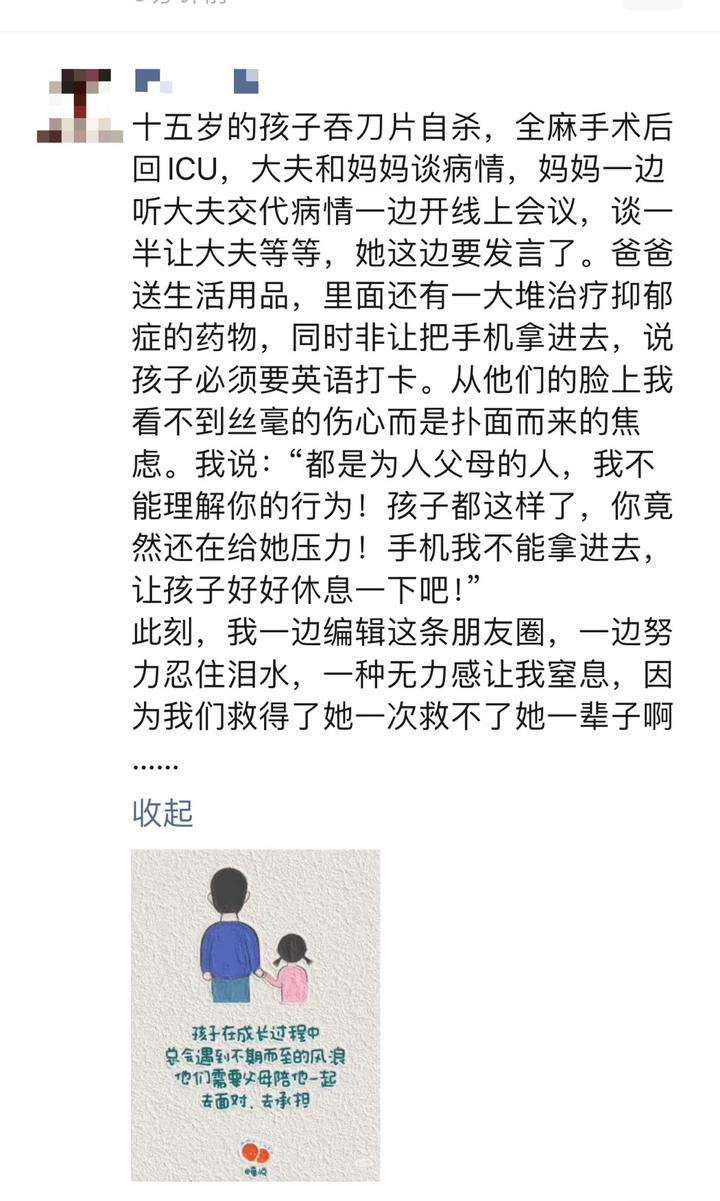 十五岁的孩子吞刀片自杀，全麻手术后
回ICU，大夫和妈妈谈病情，妈妈一边
听大夫交代病情一边开线上会议，谈一
半让大夫等等，她这边要发言了。爸爸
送生活用品，里面还有一大堆治疗抑郁
症的药物，同时非让把手机拿进去，说
孩子必须要英语打卡。从他们的脸上我
看不到丝毫的伤心而是扑面而来的焦
虑。我说：“都是为人父母的人，我不
能理解你的行为！孩子都这样了，你竟
然还在给她压力！手机我不能拿进去，
让孩子好好休息一下吧！”
此刻，我一边编辑这条朋友圈，一边努
力忍住泪水，一种无力感让我窒息，因
为我们救得了她一次救不了她一辈子啊
......
收起
孩子在成长过程中
总会遇到不期而至的风浪
他们需要父母陪他一起
去面对、去承担